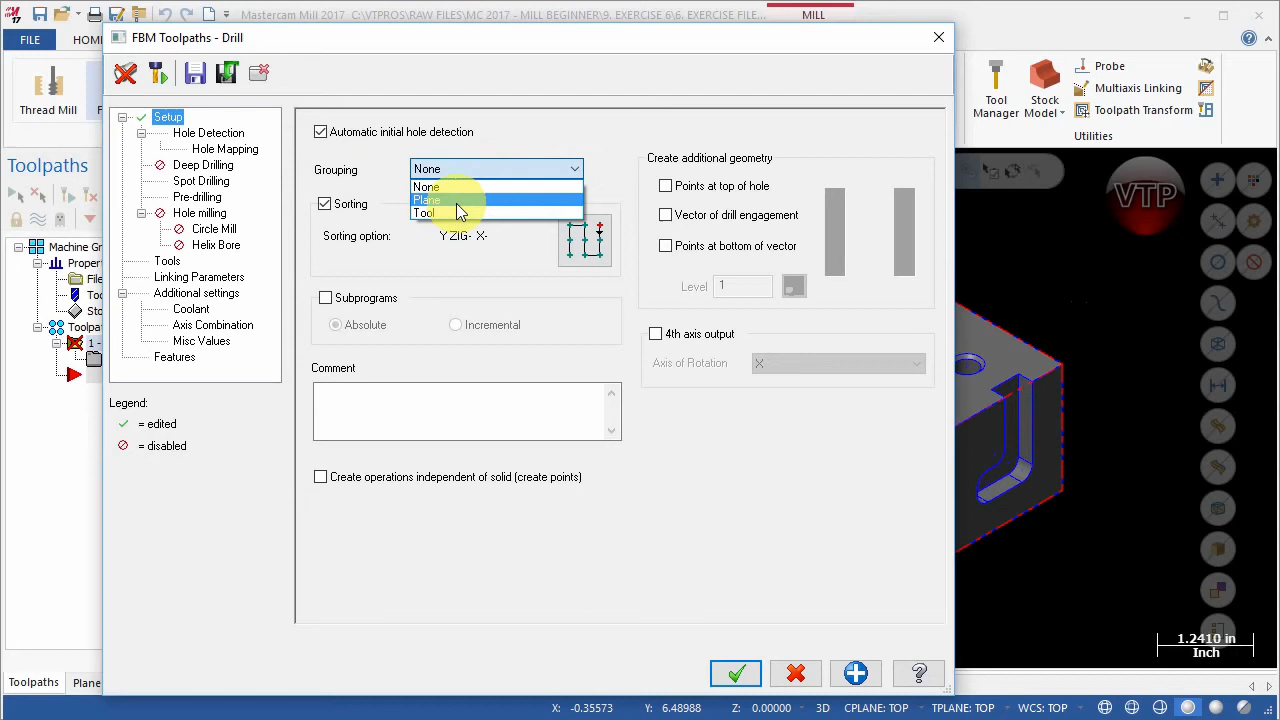 Mastercam Mill 2017 - C:\VTPROS\RAW FILES\MC 2017 - MILL BEGINNER\9. EXERCISE 6\6. EXERCISE FILE...
MILL
FILE
HOM
FBM Toolpaths - Drill
Thread Mill
F
Tool
Manager
Stock
Model
Probe
Multiaxis Linking
Toolpath Transform
Utilities
Toolpaths
Machine Gr
Propert
File
Too
Sto
Toolpath
1 -
Setup
Hole Detection
Hole Mapping
Deep Drilling
Spot Drilling
Pre-drilling
Hole milling
Circle Mill
Helix Bore
Tools
Linking Parameters
Additional settings
Coolant
Axis Combination
Misc Values
Features
Legend:
= edited
= disabled
Automatic initial hole detection
Grouping
None
None
Plane
Tool
Sorting
Sorting option:
Y ZIG- X-
Subprograms
Absolute
Incremental
Comment
Create operations independent of solid (create points)
Create additional geometry
Points at top of hole
Vector of drill engagement
Points at bottom of vector
Level
1
4th axis output
Axis of Rotation
X
VTP
1.2410 in
Inch
Toolpaths
Plane
X: -0.35573 Y: 6.48988 Z: 0.00000 3D CPLANE: TOP TPLANE: TOP WCS: TOP